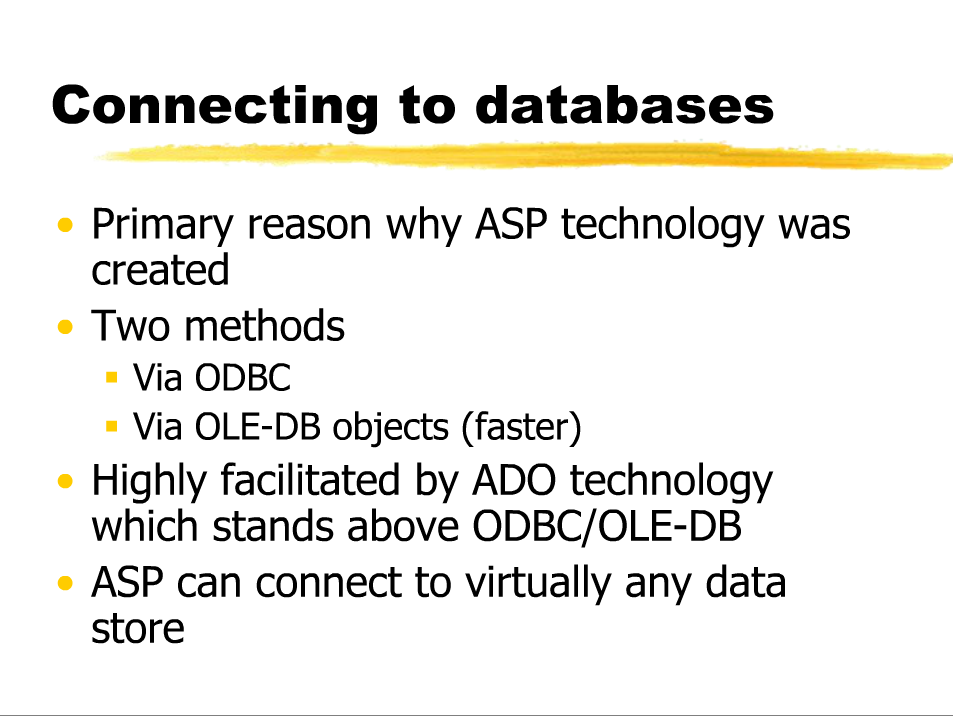 Connecting to databases
• Primary reason why ASP technology was
created
• Two methods
▪ Via ODBC
▪ Via OLE-DB objects (faster)
• Highly facilitated by ADO technology
which stands above ODBC/OLE-DB
• ASP can connect to virtually any data
store